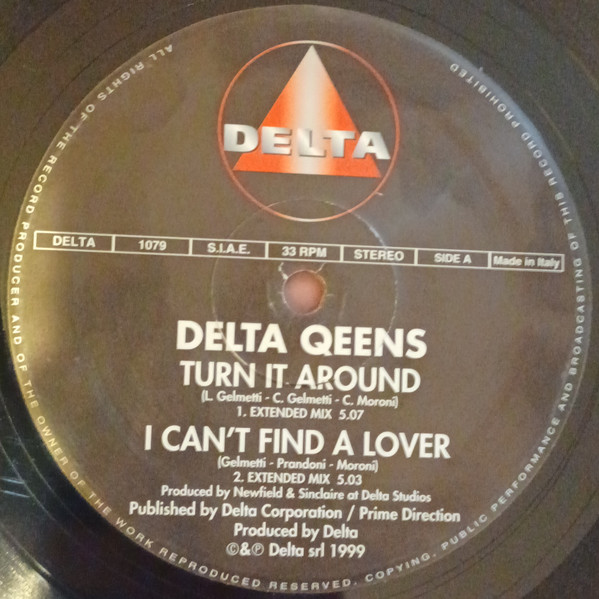 DELTA
DELTA 1079 S.I.A.E. 33 RPM STEREO SIDE A Made in Italy
DELTA QEENS
TURN IT AROUND
(L. Gelmetti - C. Gelmetti - C. Moroni)
1. EXTENDED MIX 5.07
I CAN'T FIND A LOVER
(Gelmetti - Prandoni - Moroni)
2. EXTENDED MIX 5.03
Produced by Newfield & Sinclaire at Delta Studios
Published by Delta Corporation / Prime Direction
Produced by Delta
©&℗ Delta srl 1999
ALL RIGHTS OF THE RECORD PRODUCER AND OF THE OWNER OF THE WORK REPRODUCED RESERVED. COPYING, PUBLIC PERFORMANCE AND BROADCASTING OF THIS RECORD PROHIBITED